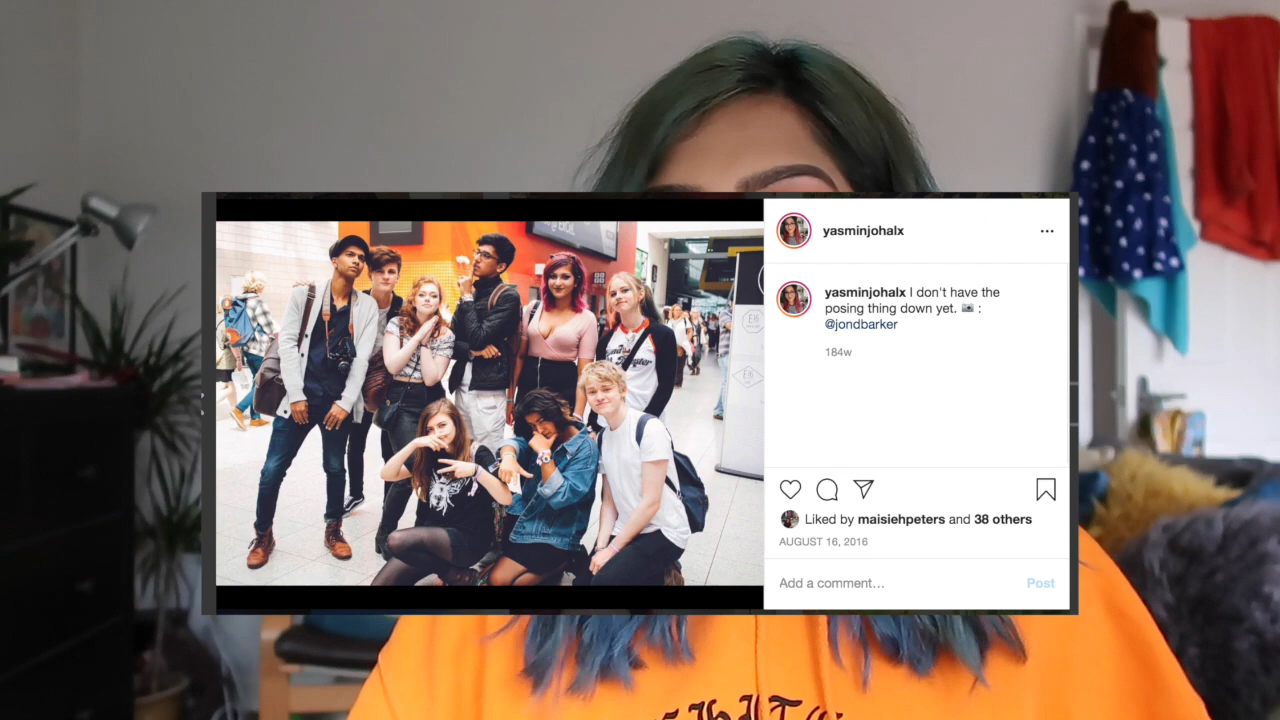 yasminjohalx
yasminjohalx I don't have the
posing thing down yet. 📷 :
@jondbarker
184w
Liked by maisiehpeters and 38 others
AUGUST 16, 2016
Add a comment…
Post